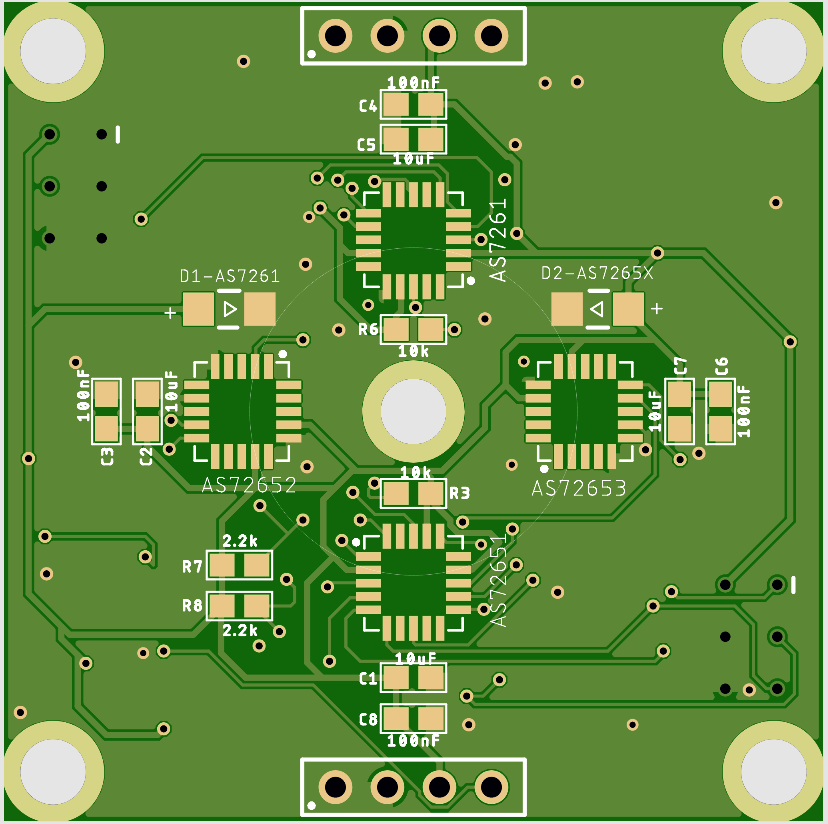 100nF
C4
C5
10uF
AS7261
D1-AS7261
D2-AS7265X
+
+
R6
10k
C7
C6
100nF
10uF
10uF
100nF
C3
C2
10k
AS72652
R3
AS72653
2.2k
R7
AS72651
R8
2.2k
10uF
C1
C8
100nF